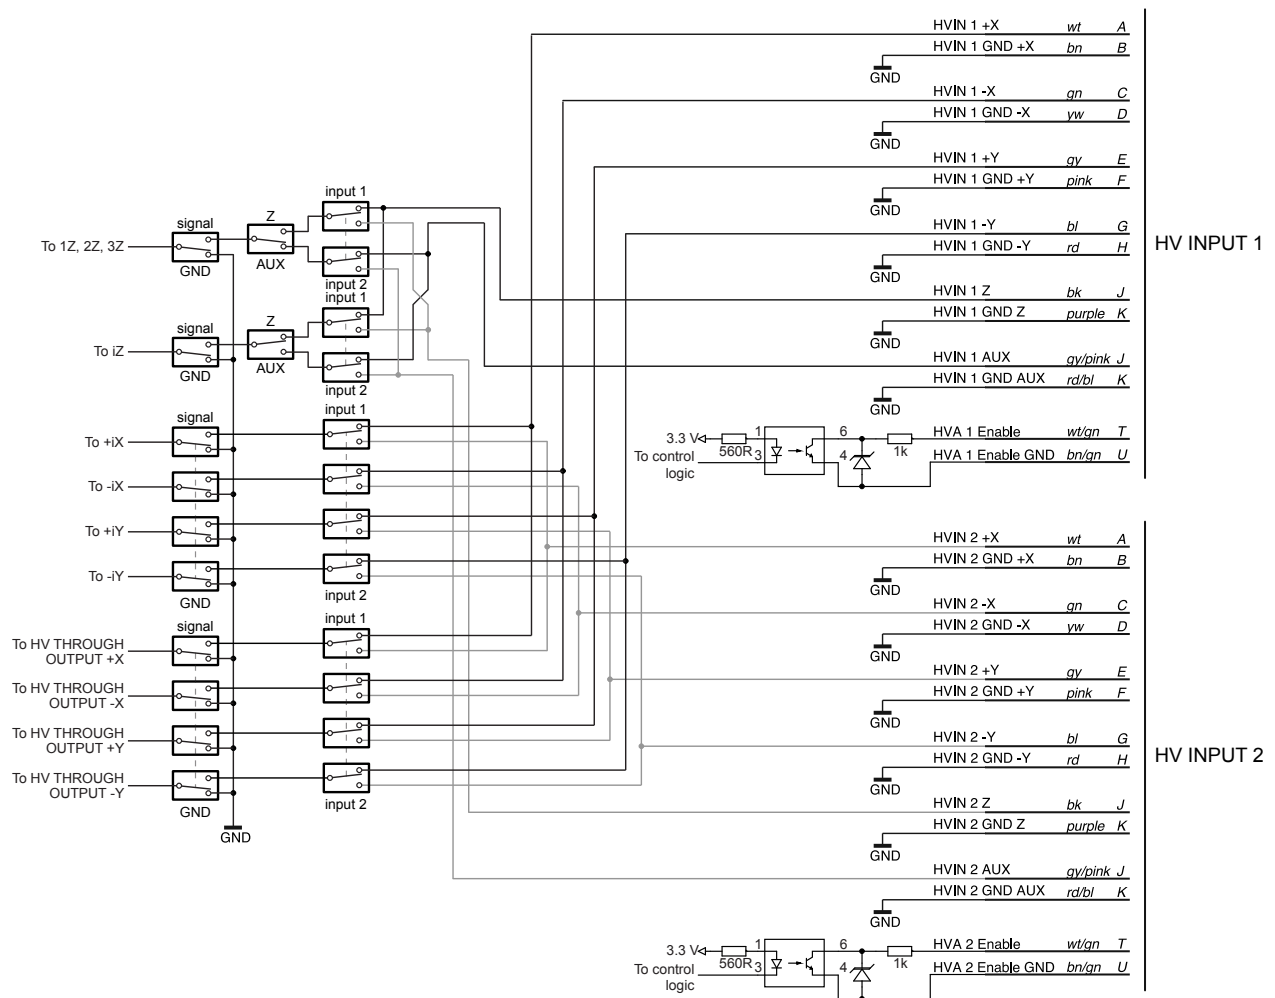 HVIN 1 +X wt A
HVIN 1 GND +X bn B
GND
HVIN 1 -X gn C
HVIN 1 GND -X yw D
GND
HVIN 1 +Y gy E
HVIN 1 GND +Y pink F
GND
HVIN 1 -Y bl G
HVIN 1 GND -Y rd H
GND
HVIN 1 Z bk J
HVIN 1 GND Z purple K
GND
HVIN 1 AUX gy/pink J
HVIN 1 GND AUX rd/bl K
GND
HVA 1 Enable wt/gn T
HVA 1 Enable GND bn/gn U
3.3 V
560R
1
3
6
4
1k
To control
logic
HV INPUT 1
input 1
signal
Z
To 1Z, 2Z, 3Z
GND
AUX
input 2
input 1
signal
Z
To iZ
GND
AUX
input 2
signal
input 1
To +iX
To -iX
To +iY
To -iY
GND
input 2
signal
input 1
To HV THROUGH
OUTPUT +X
To HV THROUGH
OUTPUT -X
To HV THROUGH
OUTPUT +Y
To HV THROUGH
OUTPUT -Y
GND
input 2
GND
HVIN 2 +X wt A
HVIN 2 GND +X bn B
GND
HVIN 2 -X gn C
HVIN 2 GND -X yw D
GND
HVIN 2 +Y gy E
HVIN 2 GND +Y pink F
GND
HVIN 2 -Y bl G
HVIN 2 GND -Y rd H
GND
HVIN 2 Z bk J
HVIN 2 GND Z purple K
GND
HVIN 2 AUX gy/pink J
HVIN 2 GND AUX rd/bl K
GND
HVA 2 Enable wt/gn T
HVA 2 Enable GND bn/gn U
3.3 V
560R
1
3
6
4
1k
To control
logic
HV INPUT 2